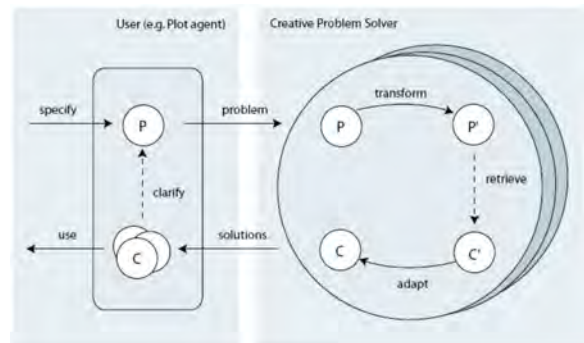 User (e.g. Plot agent)
Creative Problem Solver
specify
P
problem
P
transform
P'
clarify
retrieve
use
C
solutions
C
adapt
C'